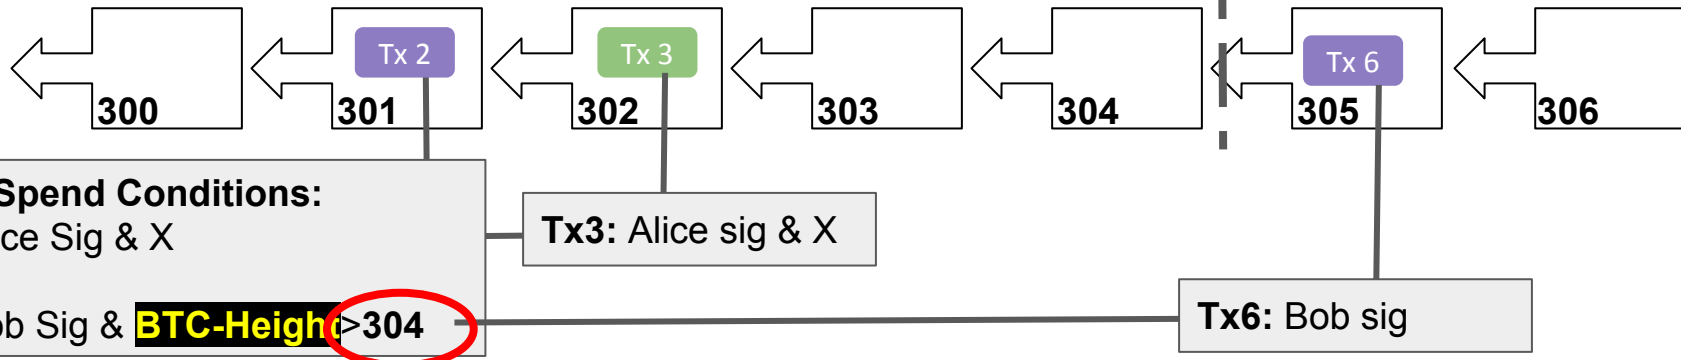 Tx 2
Tx 3
Tx 6
300
301
302
303
304
305
306
Spend Conditions:
ce Sig & X
Tx3: Alice sig & X
b Sig & BTC-Height>304
Tx6: Bob sig